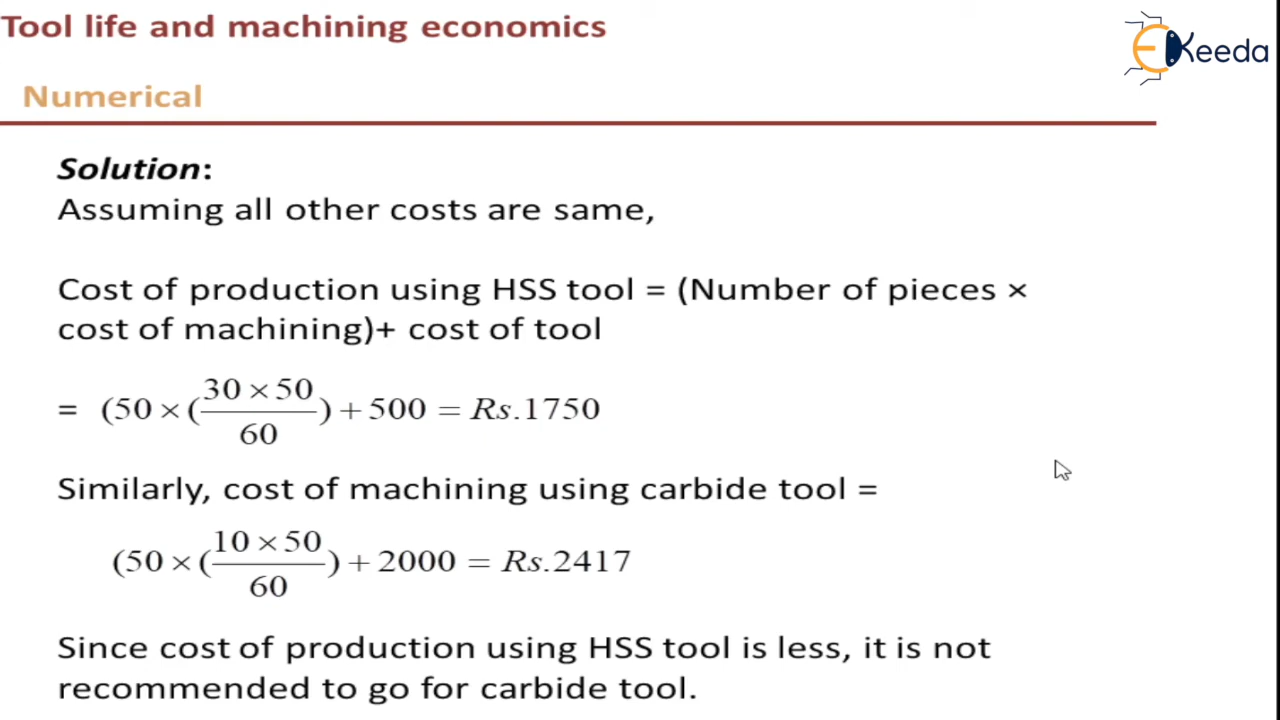 Tool life and machining economics
EKeeda
Numerical
Solution:
Assuming all other costs are same,
Cost of production using HSS tool = (Number of pieces ×
cost of machining)+ cost of tool
= (50 × (30 × 50 / 60) + 500 = Rs.1750
Similarly, cost of machining using carbide tool =
(50 × (10 × 50 / 60) + 2000 = Rs.2417
Since cost of production using HSS tool is less, it is not
recommended to go for carbide tool.